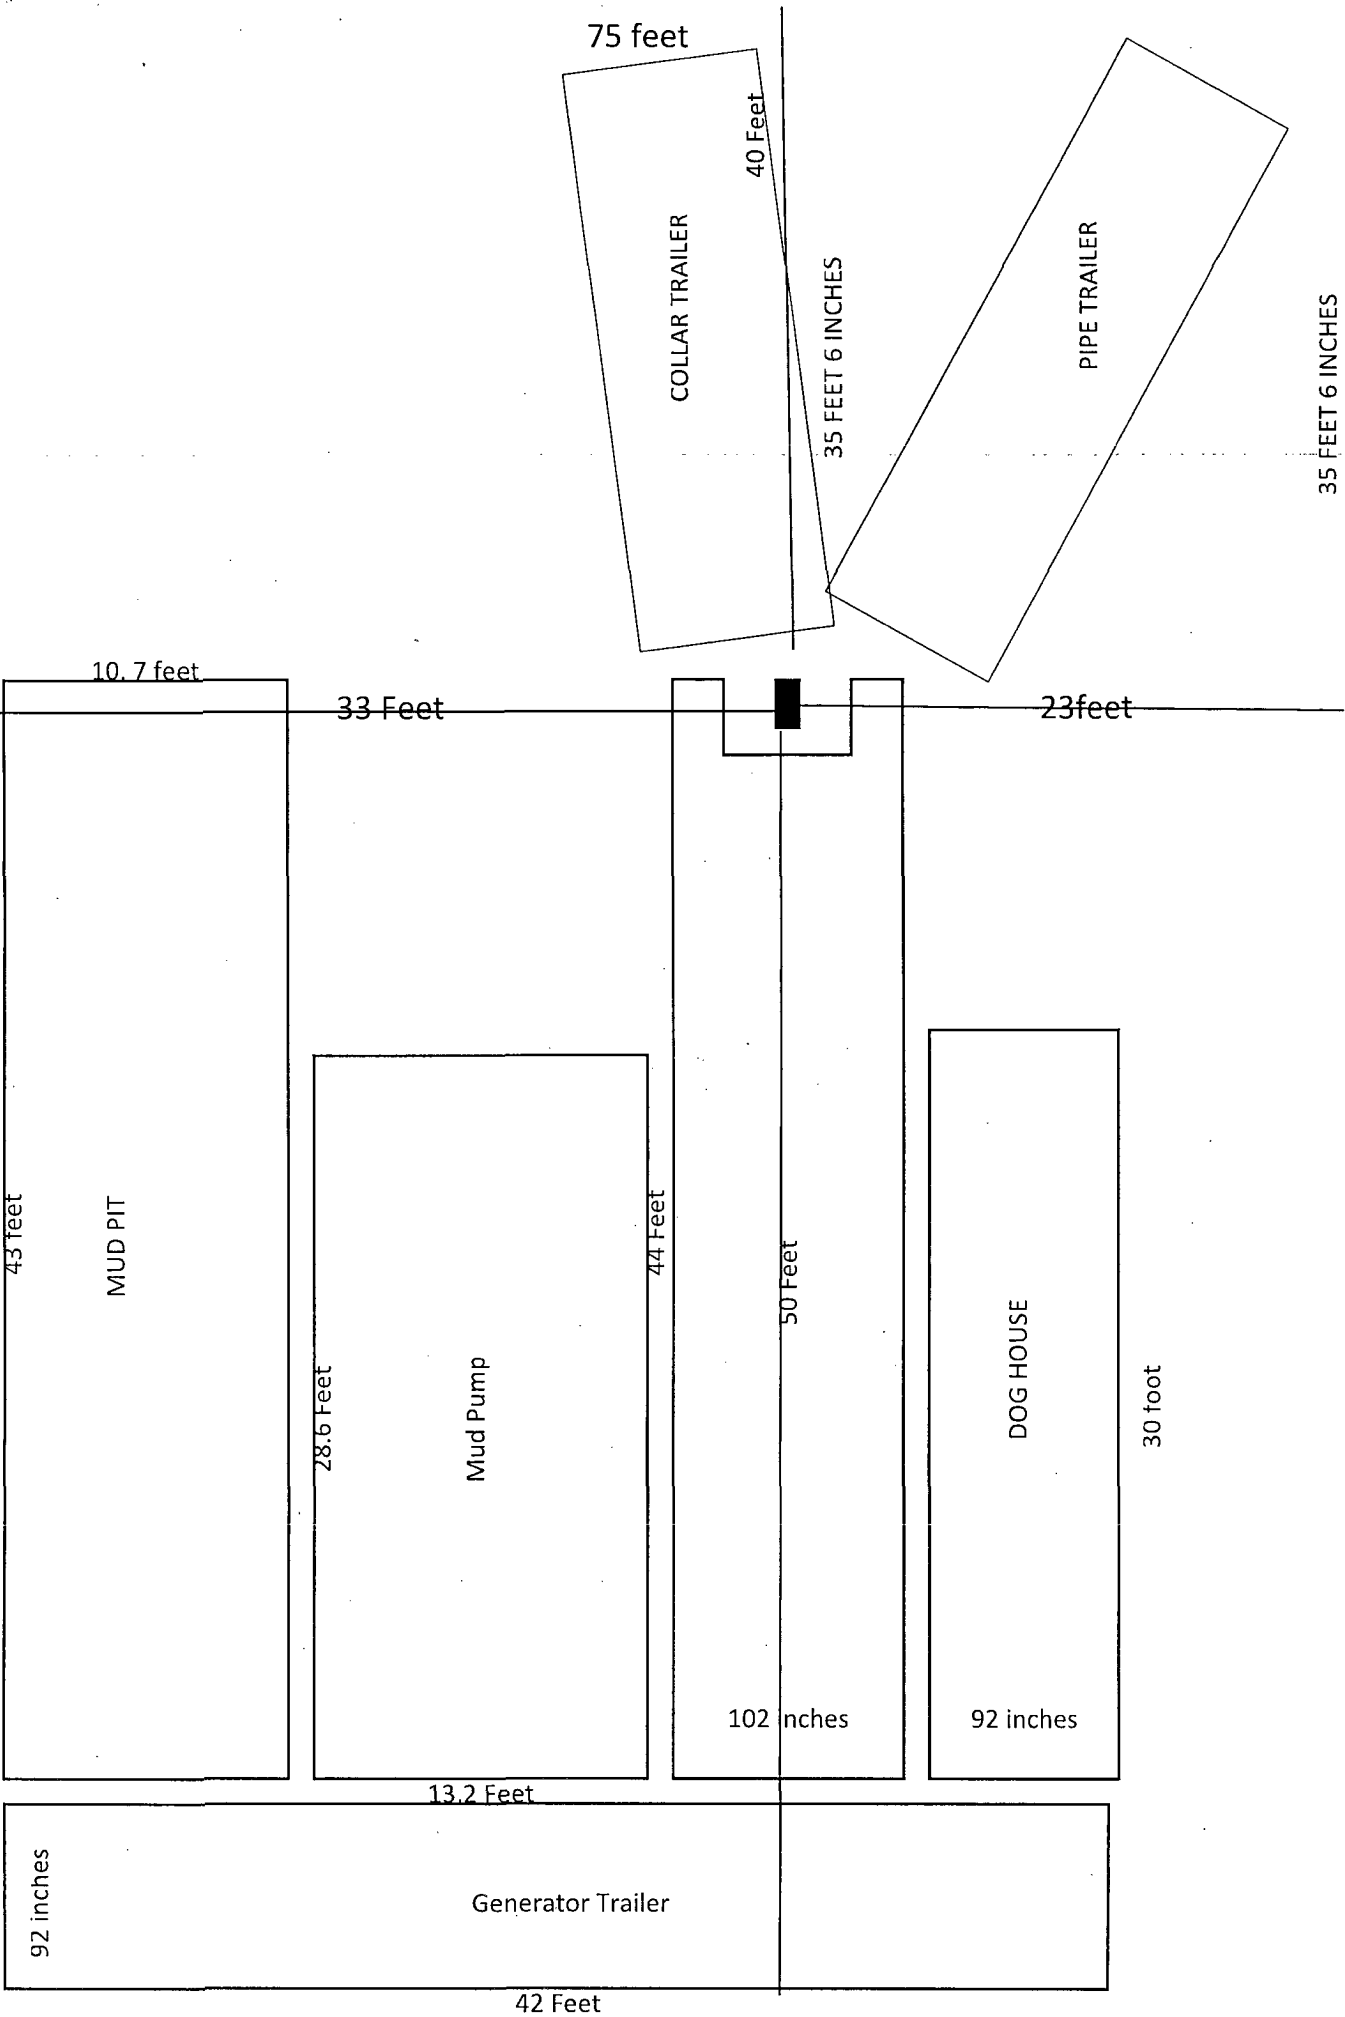 75 feet
40 Feet
COLLAR TRAILER
35 FEET 6 INCHES
PIPE TRAILER
35 FEET 6 INCHES
10. 7 feet
33 Feet
23feet
43 feet
MUD PIT
28.6 Feet
Mud Pump
44 Feet
50 Feet
DOG HOUSE
30 foot
102 inches
92 inches
13.2 Feet
92 inches
Generator Trailer
42 Feet